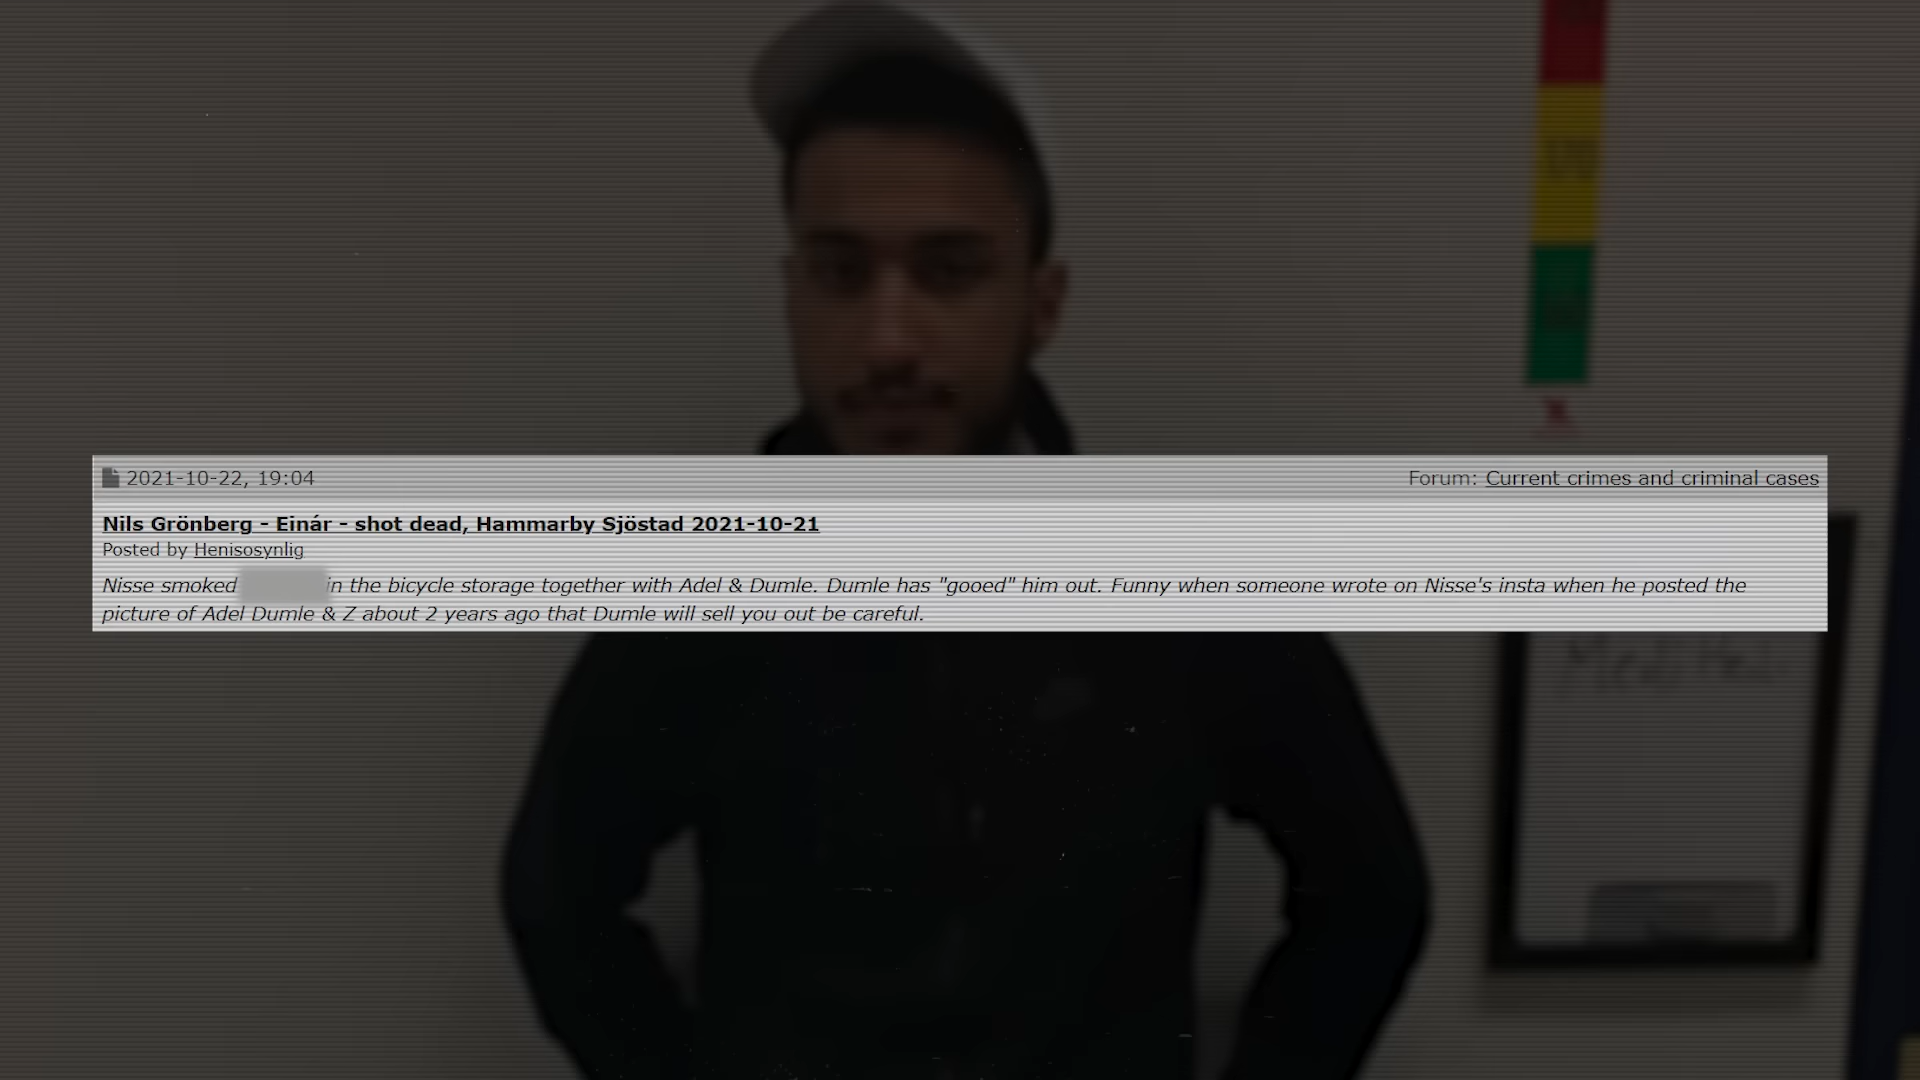 2021-10-22, 19:04
Forum: Current crimes and criminal cases
Nils Grönberg - Einár - shot dead, Hammarby Sjöstad 2021-10-21
Posted by Henisosynlig
Nisse smoked in the bicycle storage together with Adel & Dumle. Dumle has "gooed" him out. Funny when someone wrote on Nisse's insta when he posted the
picture of Adel Dumle & Z about 2 years ago that Dumle will sell you out be careful.